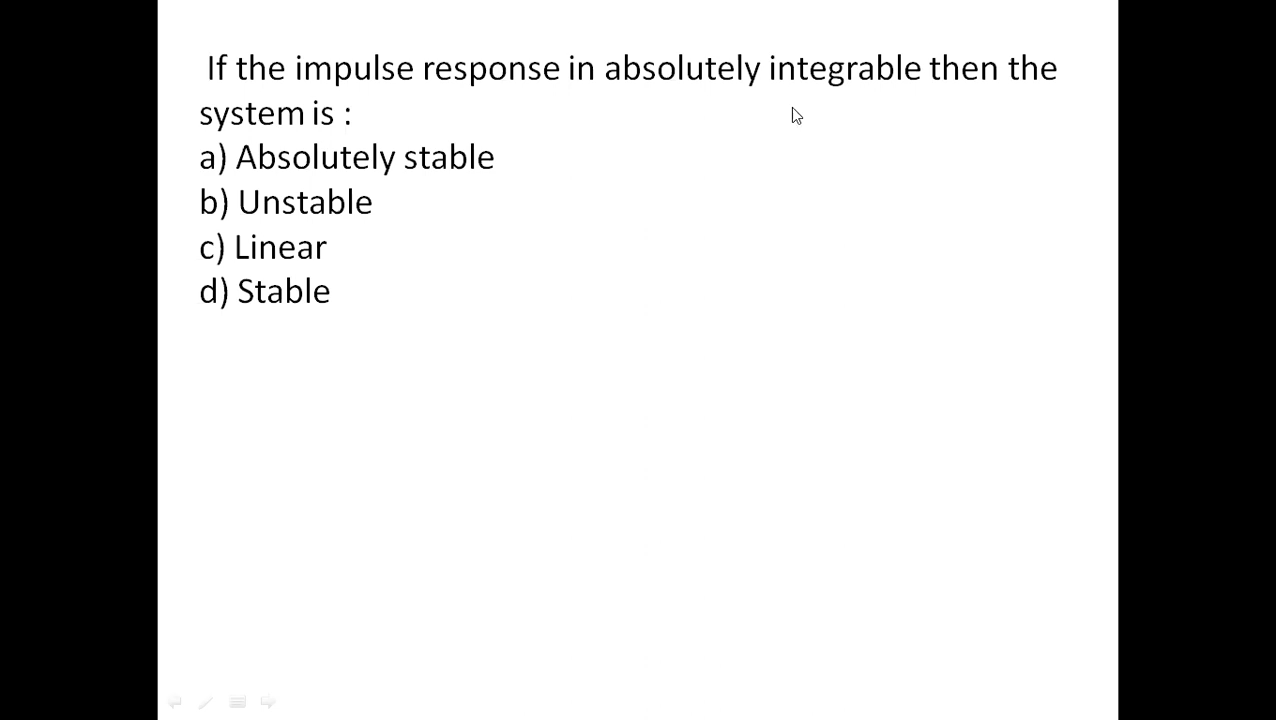 If the impulse response in absolutely integrable then the
system is :
a) Absolutely stable
b) Unstable
c) Linear
d) Stable